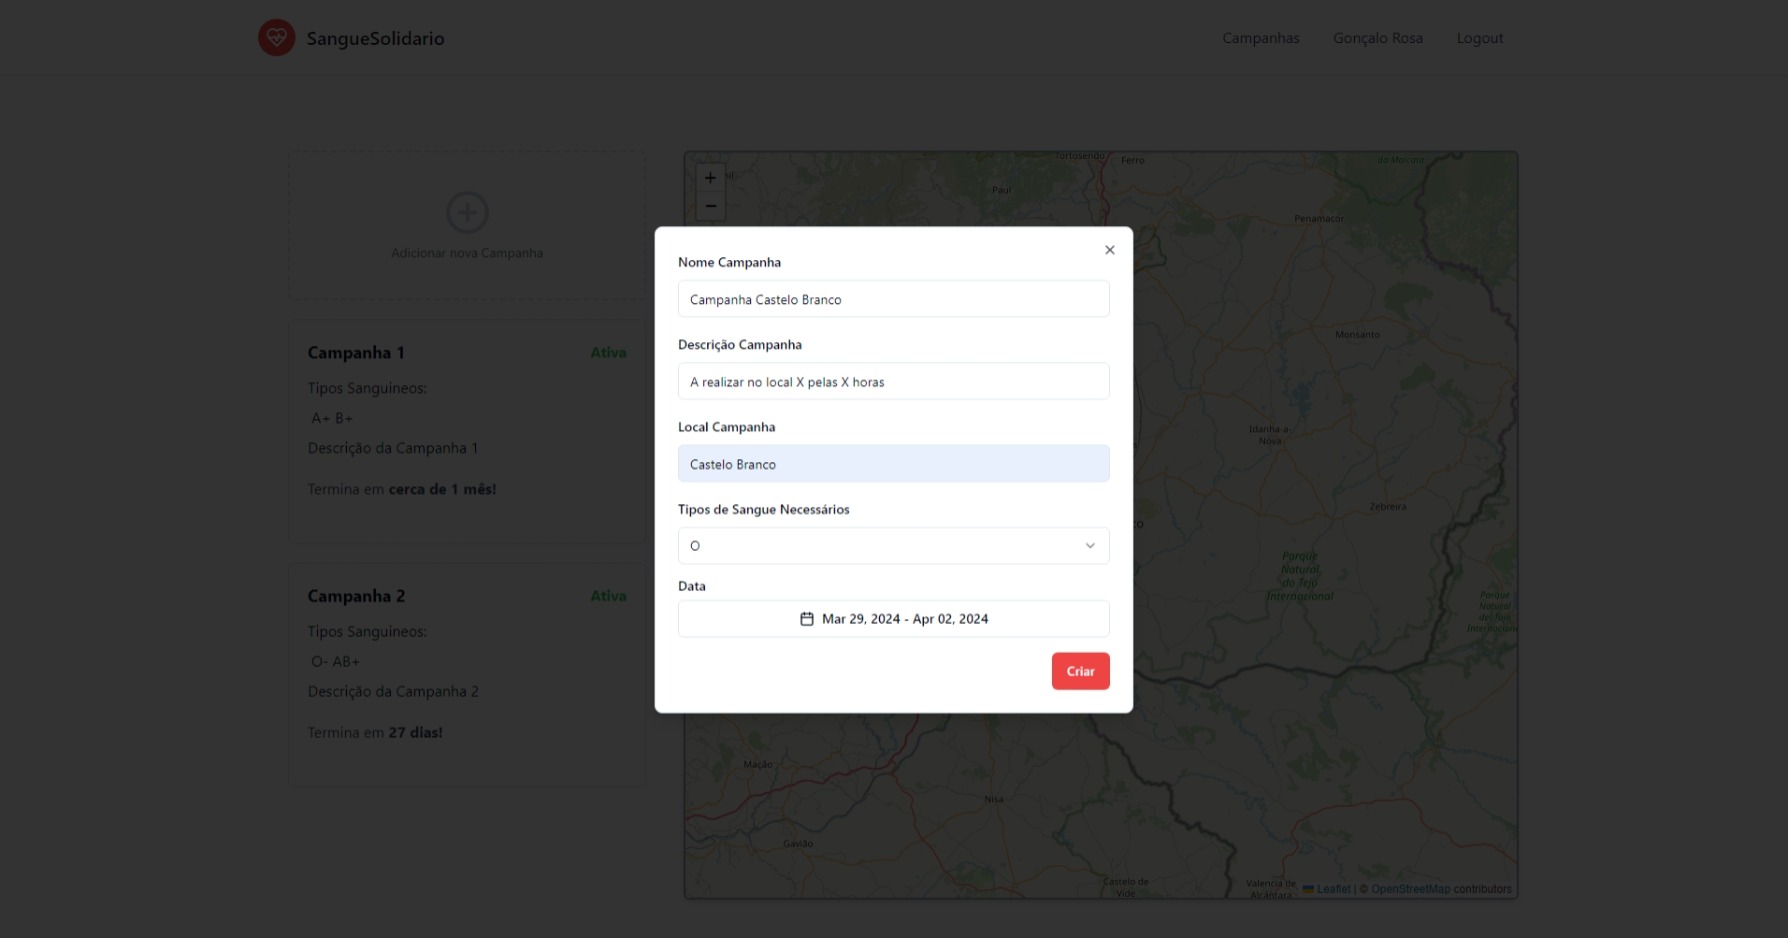 SangueSolidario
Campanhas
Gonçalo Rosa
Logout
Adicionar nova Campanha
Campanha 1
Ativa
Tipos Sanguineos:
A+ B+
Descrição da Campanha 1
Termina em cerca de 1 mês!
Campanha 2
Ativa
Tipos Sanguineos:
O- AB+
Descrição da Campanha 2
Termina em 27 dias!
Nome Campanha
Campanha Castelo Branco
Descrição Campanha
A realizar no local X pelas X horas
Local Campanha
Castelo Branco
Tipos de Sangue Necessários
O
Data
Mar 29, 2024 - Apr 02, 2024
Criar
+
−
Tortosendo
Ferro
Paul
Penamacor
Monsanto
Idanha-a-
Nova
Zebreira
Parque
Natural
do Tejo
Internacional
Parque
Natural
del Tejo
Mação
Nisa
Gavião
Castelo de
Vide
Valencia de
Alcántara
Leaflet | © OpenStreetMap contributors